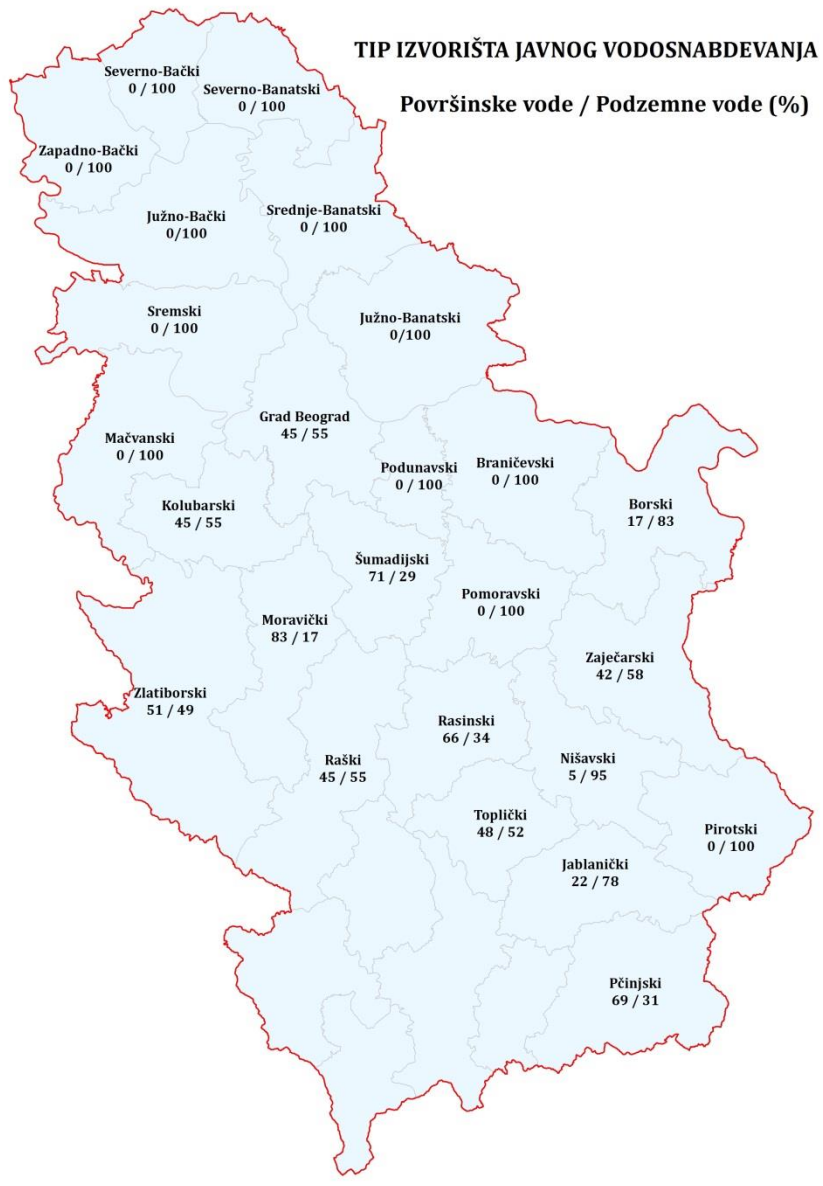 TIP IZVORIŠTA JAVNOG VODOSNABDEVANJA
Površinske vode / Podzemne vode (%)
Severno-Bački
0 / 100
Severno-Banatski
0 / 100
Zapadno-Bački
0 / 100
Južno-Bački
0/100
Srednje-Banatski
0 / 100
Sremski
0 / 100
Južno-Banatski
0/100
Grad Beograd
45 / 55
Mačvanski
0 / 100
Podunavski
0 / 100
Braničevski
0 / 100
Kolubarski
45 / 55
Borski
17 / 83
Šumadijski
71 / 29
Pomoravski
0 / 100
Moravički
83 / 17
Zaječarski
42 / 58
Zlatiborski
51 / 49
Rasinski
66 / 34
Raški
45 / 55
Nišavski
5 / 95
Toplički
48 / 52
Pirotski
0 / 100
Jablanički
22 / 78
Pčinjski
69 / 31